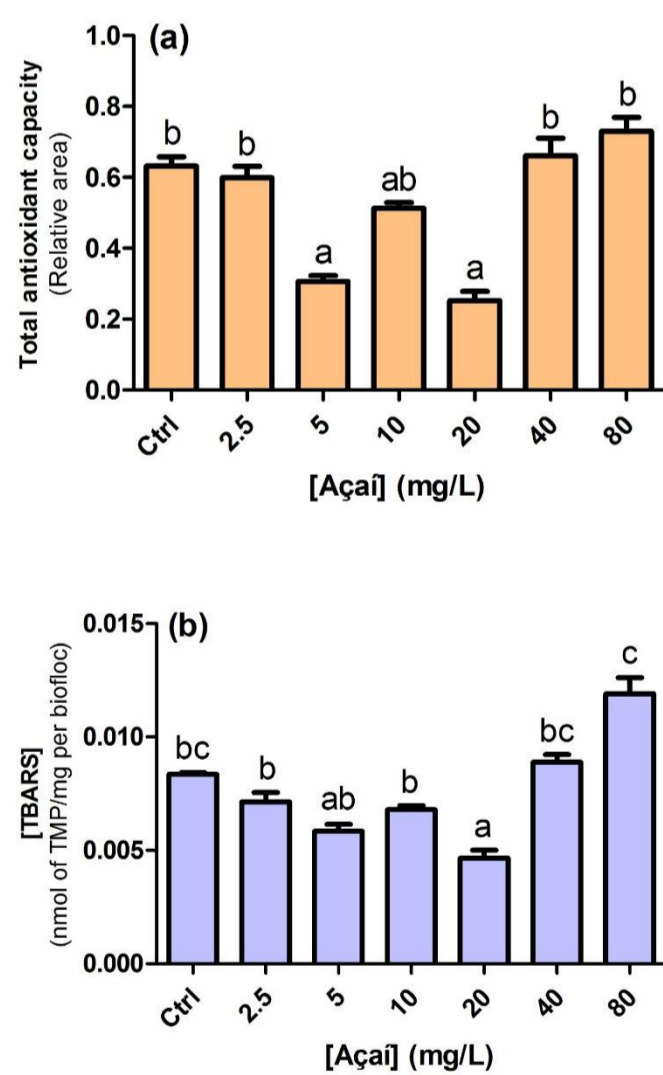 (a)
Total antioxidant capacity
(Relative area)
1.0
0.8
0.6
0.4
0.2
0.0
b
b
a
ab
a
b
b
Ctrl
2.5
5
10
20
40
80
[Açaí] (mg/L)
(b)
[TBARS]
(nmol of TMP/mg per biofloc)
0.015
0.010
0.005
0.000
bc
b
ab
b
a
bc
c
Ctrl
2.5
5
10
20
40
80
[Açaí] (mg/L)